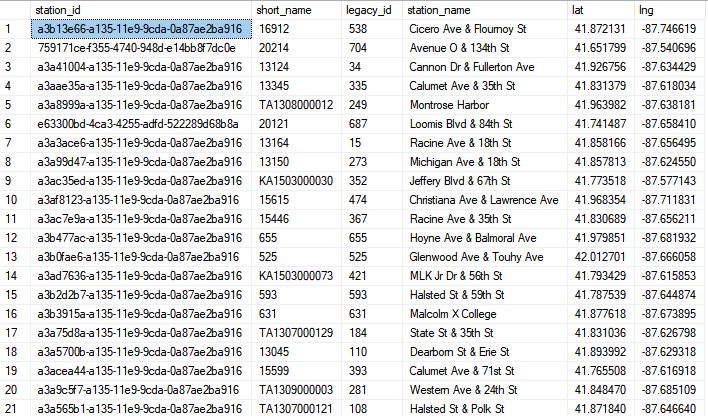 station_id short_name legacy_id station_name lat lng
1 a3b13e66-a135-11e9-9cda-0a87ae2ba916 16912 538 Cicero Ave & Flournoy St 41.872131 -87.746619
2 759171ce-f355-4740-948d-e14bb8f7dc0e 20214 704 Avenue O & 134th St 41.651799 -87.540696
3 a3a41004-a135-11e9-9cda-0a87ae2ba916 13124 34 Cannon Dr & Fullerton Ave 41.926756 -87.634429
4 a3aae35a-a135-11e9-9cda-0a87ae2ba916 13345 335 Calumet Ave & 35th St 41.831379 -87.618034
5 a3a8999a-a135-11e9-9cda-0a87ae2ba916 TA1308000012 249 Montrose Harbor 41.963982 -87.638181
6 e63300bd-4ca3-4255-adfd-522289d68b8a 20121 687 Loomis Blvd & 84th St 41.741487 -87.658410
7 a3a3ace6-a135-11e9-9cda-0a87ae2ba916 13164 15 Racine Ave & 18th St 41.858166 -87.656495
8 a3a99d47-a135-11e9-9cda-0a87ae2ba916 13150 273 Michigan Ave & 18th St 41.857813 -87.624550
9 a3ac35ed-a135-11e9-9cda-0a87ae2ba916 KA1503000030 352 Jeffery Blvd & 67th St 41.773518 -87.577143
10 a3af8123-a135-11e9-9cda-0a87ae2ba916 15615 474 Christiana Ave & Lawrence Ave 41.968354 -87.711831
11 a3ac7e9a-a135-11e9-9cda-0a87ae2ba916 15446 367 Racine Ave & 35th St 41.830689 -87.656211
12 a3b477ac-a135-11e9-9cda-0a87ae2ba916 655 655 Hoyne Ave & Balmoral Ave 41.979851 -87.681932
13 a3b0fae6-a135-11e9-9cda-0a87ae2ba916 525 525 Glenwood Ave & Touhy Ave 42.012701 -87.666058
14 a3ad7636-a135-11e9-9cda-0a87ae2ba916 KA1503000073 421 MLK Jr Dr & 56th St 41.793429 -87.615853
15 a3b2d2b7-a135-11e9-9cda-0a87ae2ba916 593 593 Halsted St & 59th St 41.787539 -87.644874
16 a3b3915a-a135-11e9-9cda-0a87ae2ba916 631 631 Malcolm X College 41.877618 -87.673895
17 a3a75d8a-a135-11e9-9cda-0a87ae2ba916 TA1307000129 184 State St & 35th St 41.831036 -87.626798
18 a3a5700b-a135-11e9-9cda-0a87ae2ba916 13045 110 Dearborn St & Erie St 41.893992 -87.629318
19 a3acea44-a135-11e9-9cda-0a87ae2ba916 15599 393 Calumet Ave & 71st St 41.765508 -87.616918
20 a3a9c5f7-a135-11e9-9cda-0a87ae2ba916 TA1309000003 281 Western Ave & 24th St 41.848470 -87.685109
21 a3a565b1-a135-11e9-9cda-0a87ae2ba916 TA1307000121 108 Halsted St & Polk St 41.871840 -87.646640